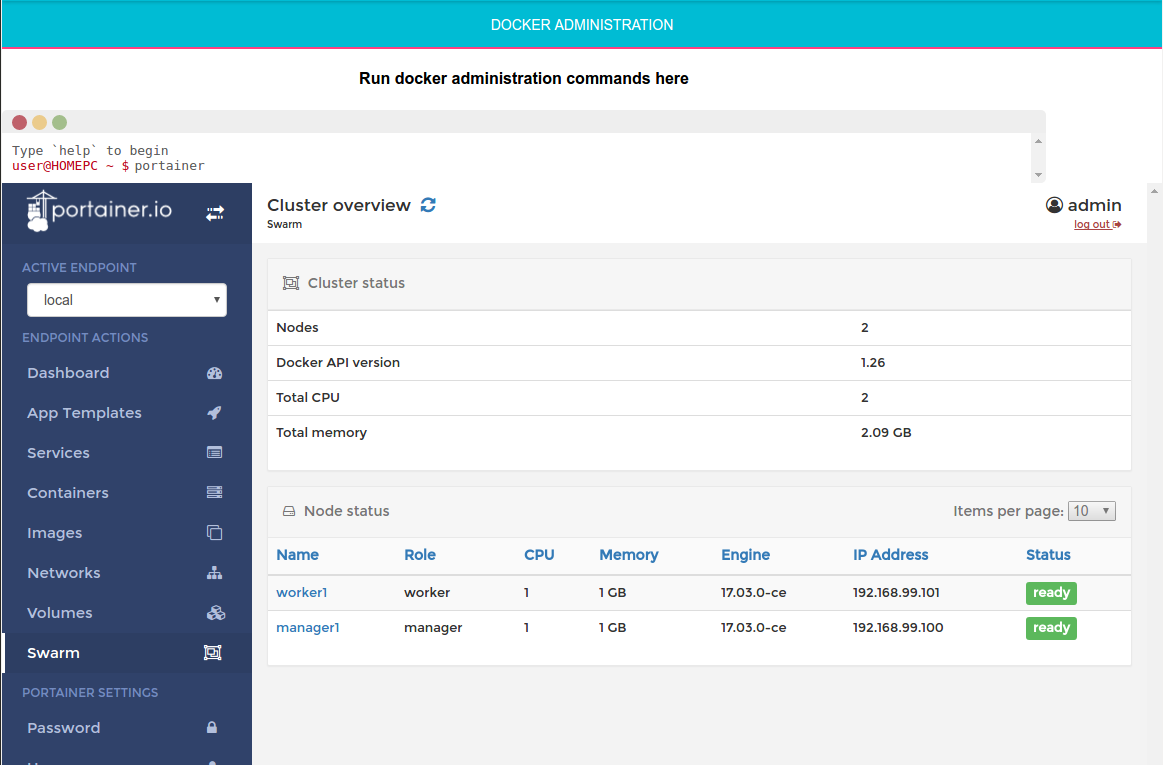 DOCKER ADMINISTRATION
Run docker administration commands here
Type `help` to begin
user@HOMEPC ~ $ portainer
portainer.io
Cluster overview
admin
Swarm
log out
ACTIVE ENDPOINT
local
ENDPOINT ACTIONS
Dashboard
App Templates
Services
Containers
Images
Networks
Volumes
Swarm
PORTAINER SETTINGS
Password
Cluster status
Nodes 2
Docker API version 1.26
Total CPU 2
Total memory 2.09 GB
Node status Items per page: 10
Name Role CPU Memory Engine IP Address Status
worker1 worker 1 1 GB 17.03.0-ce 192.168.99.101 ready
manager1 manager 1 1 GB 17.03.0-ce 192.168.99.100 ready